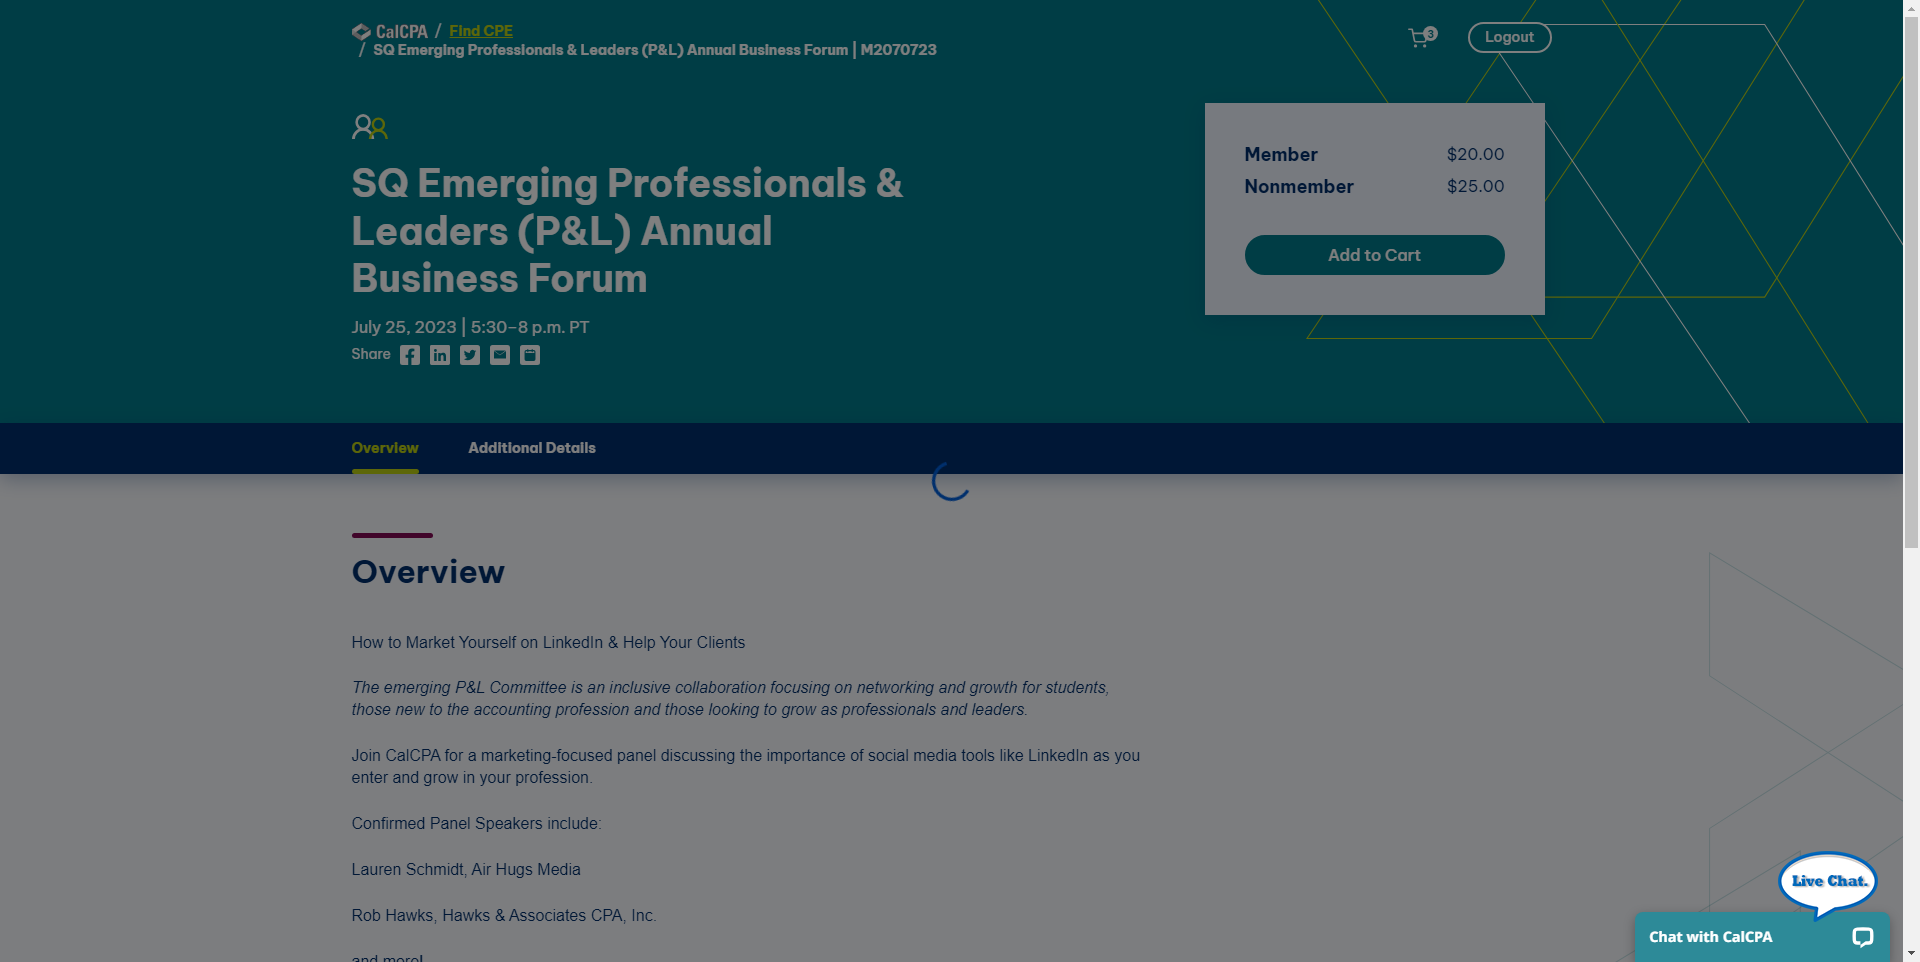 CalCPA / Find CPE
/ SQ Emerging Professionals & Leaders (P&L) Annual Business Forum | M2070723
3
Logout
SQ Emerging Professionals &
Leaders (P&L) Annual
Business Forum
July 25, 2023 | 5:30–8 p.m. PT
Share
Member $20.00
Nonmember $25.00
Add to Cart
Overview
Additional Details
Overview
How to Market Yourself on LinkedIn & Help Your Clients
The emerging P&L Committee is an inclusive collaboration focusing on networking and growth for students,
those new to the accounting profession and those looking to grow as professionals and leaders.
Join CalCPA for a marketing-focused panel discussing the importance of social media tools like LinkedIn as you
enter and grow in your profession.
Confirmed Panel Speakers include:
Lauren Schmidt, Air Hugs Media
Rob Hawks, Hawks & Associates CPA, Inc.
and more!
Live Chat.
Chat with CalCPA